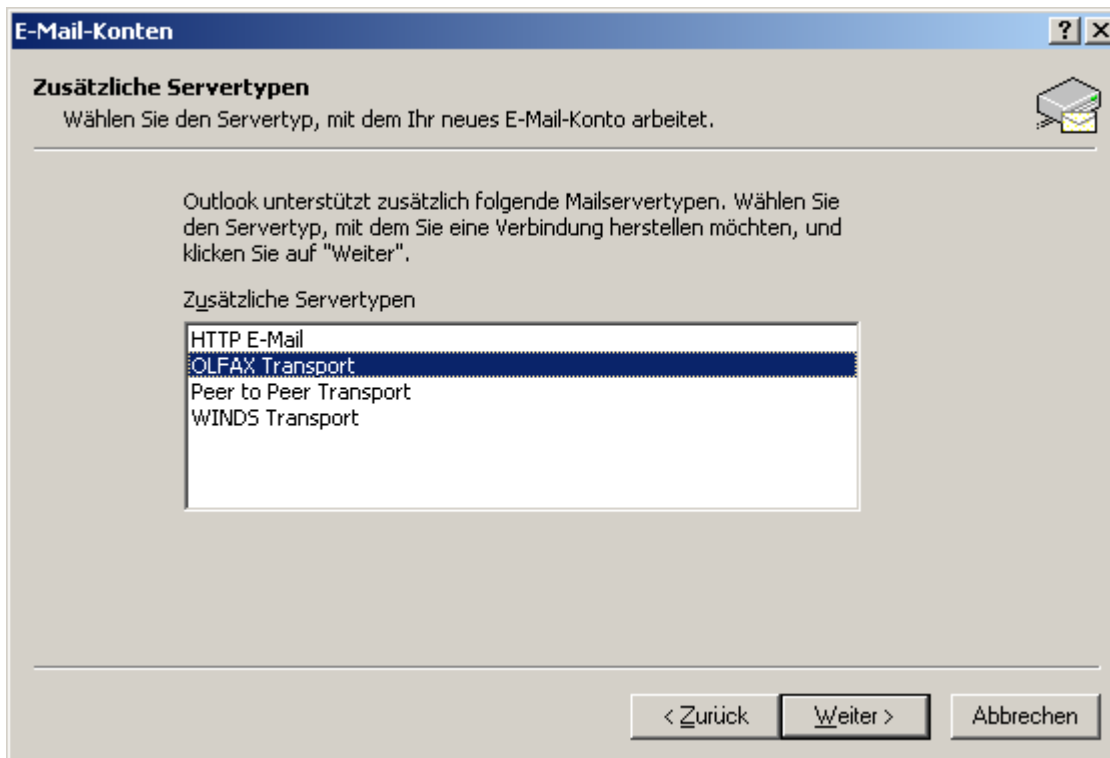 E-Mail-Konten
Zusätzliche Servertypen
Wählen Sie den Servertyp, mit dem Ihr neues E-Mail-Konto arbeitet.
Outlook unterstützt zusätzlich folgende Mailservertypen. Wählen Sie
den Servertyp, mit dem Sie eine Verbindung herstellen möchten, und
klicken Sie auf "Weiter".
Zusätzliche Servertypen
HTTP E-Mail
OLFAX Transport
Peer to Peer Transport
WINDS Transport
< Zurück Weiter > Abbrechen